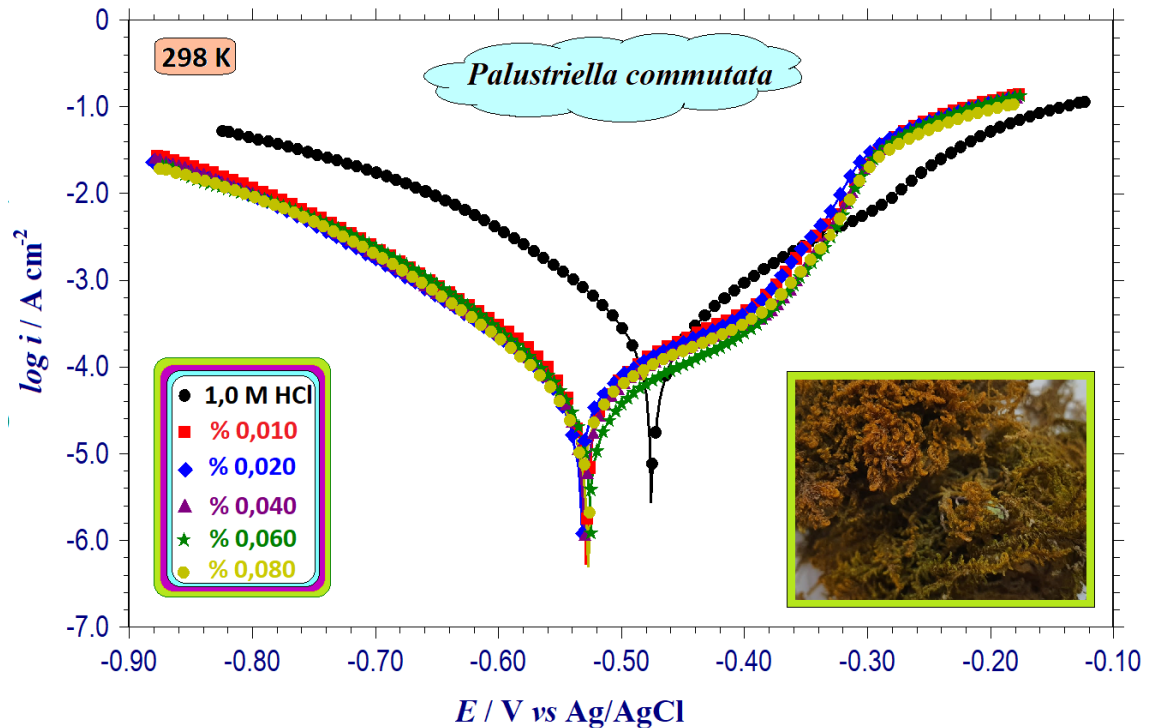 298 K
Palustriella commutata
0
-1.0
-2.0
-3.0
-4.0
-5.0
-6.0
-7.0
log i / A cm⁻²
1,0 M HCl
% 0,010
% 0,020
% 0,040
% 0,060
% 0,080
-0.90 -0.80 -0.70 -0.60 -0.50 -0.40 -0.30 -0.20 -0.10
E / V vs Ag/AgCl